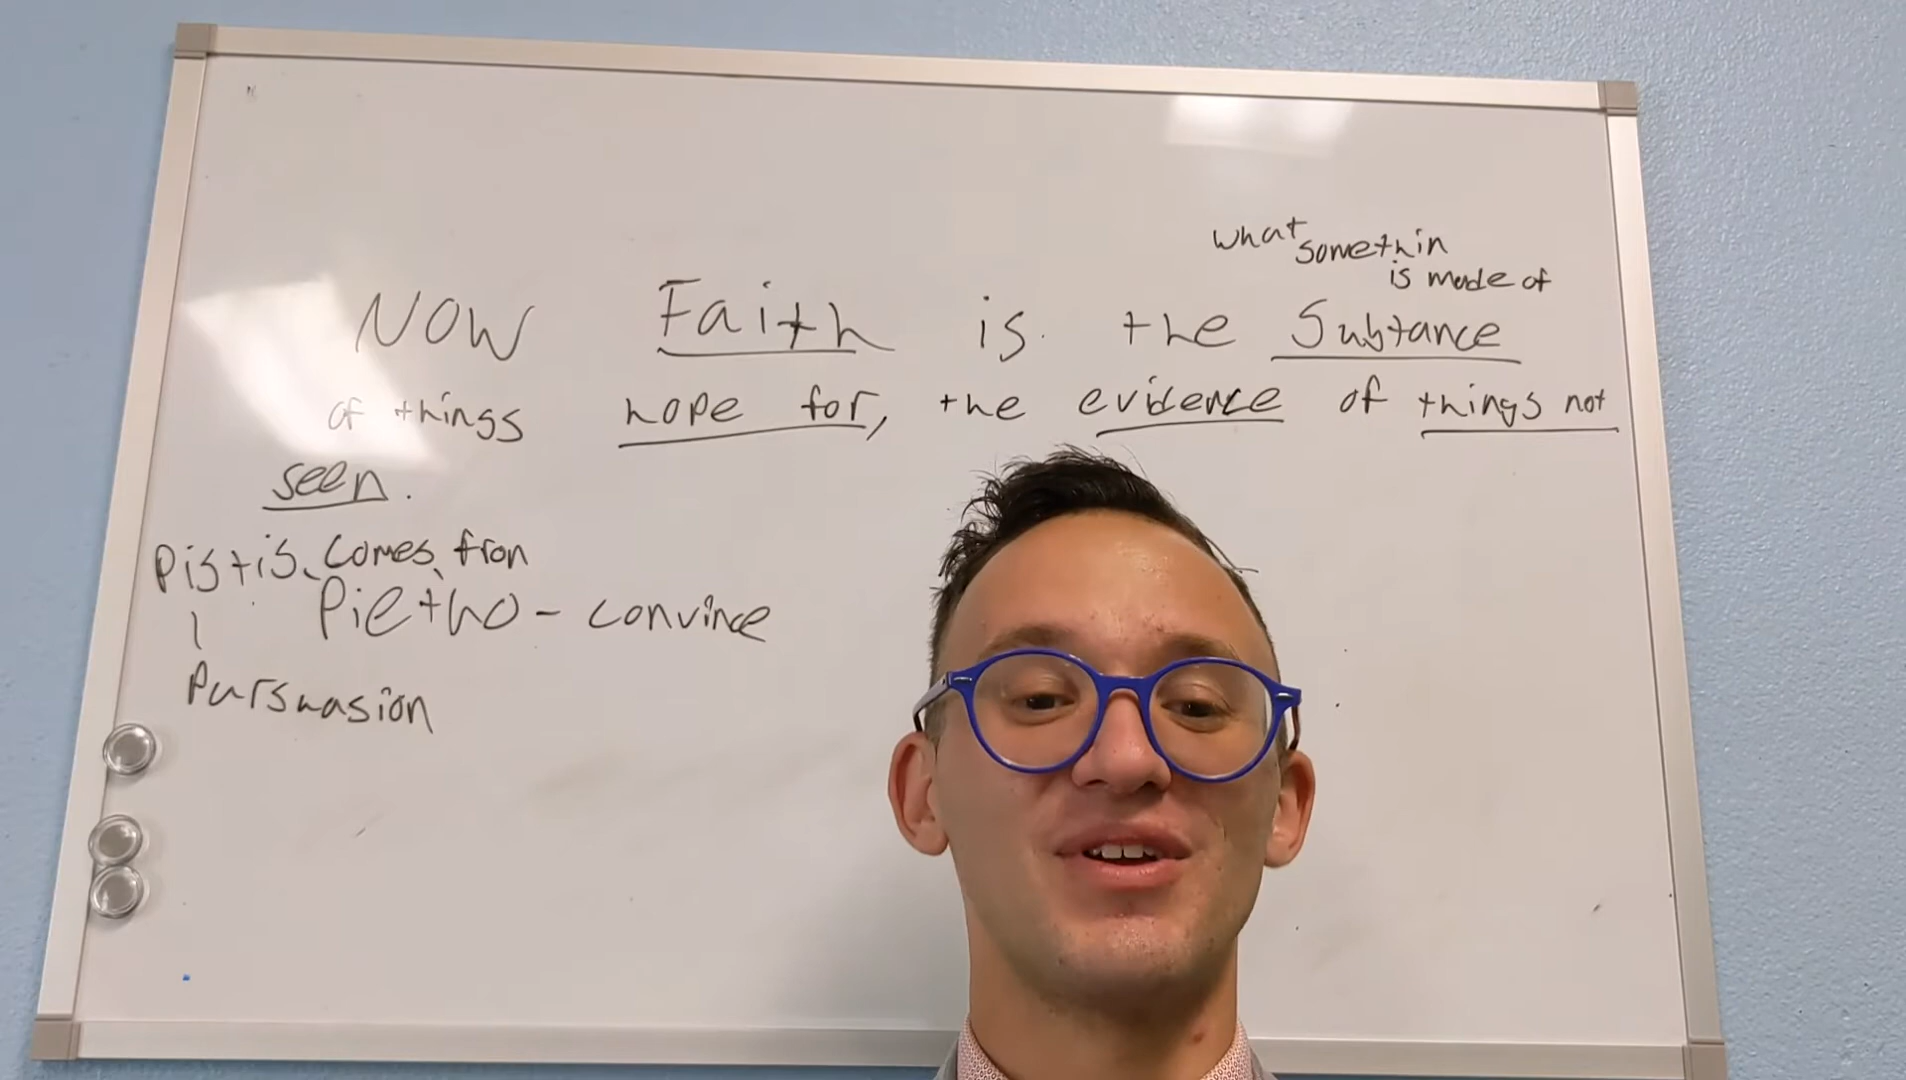 what
somethin
is made of
NOW Faith is the Substance
of things hope for, the evidence of things not
seen.
Pistis comes from
Pietho - convince
Pursuasion